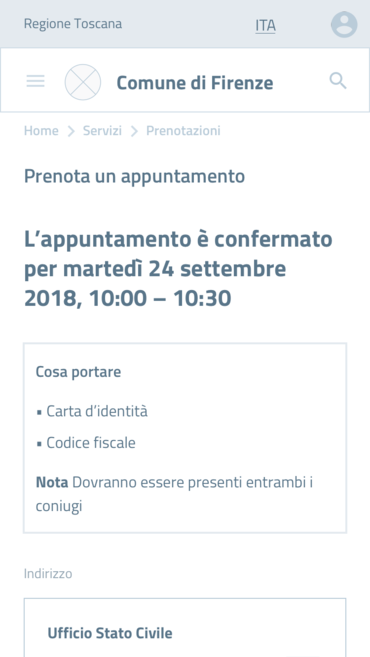 Regione Toscana
ITA
Comune di Firenze
Home
Servizi
Prenotazioni
Prenota un appuntamento
L’appuntamento è confermato
per martedì 24 settembre
2018, 10:00 – 10:30
Cosa portare
▪ Carta d’identità
▪ Codice fiscale
Nota Dovranno essere presenti entrambi i
coniugi
Indirizzo
Ufficio Stato Civile